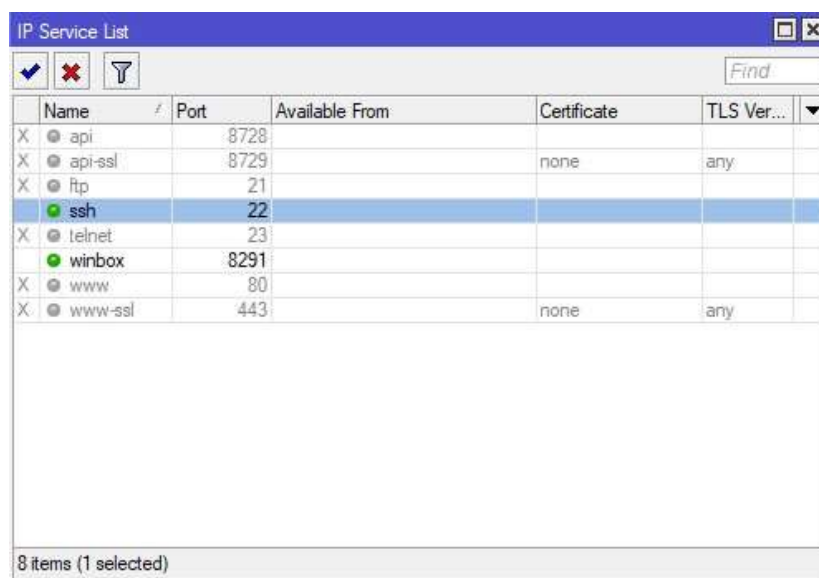 IP Service List
Find
Name / Port Available From Certificate TLS Ver...
X api 8728
X api-ssl 8729 none any
X ftp 21
ssh 22
X telnet 23
winbox 8291
X www 80
X www-ssl 443 none any
8 items (1 selected)